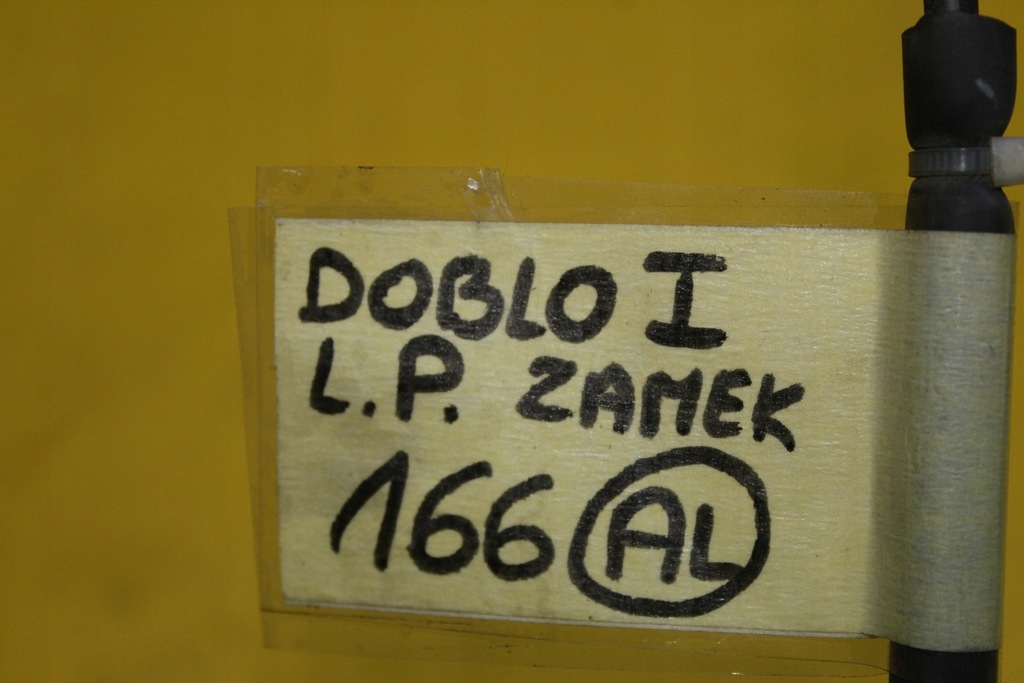 DOBLO I
L.P. ZAMEK
166 AL